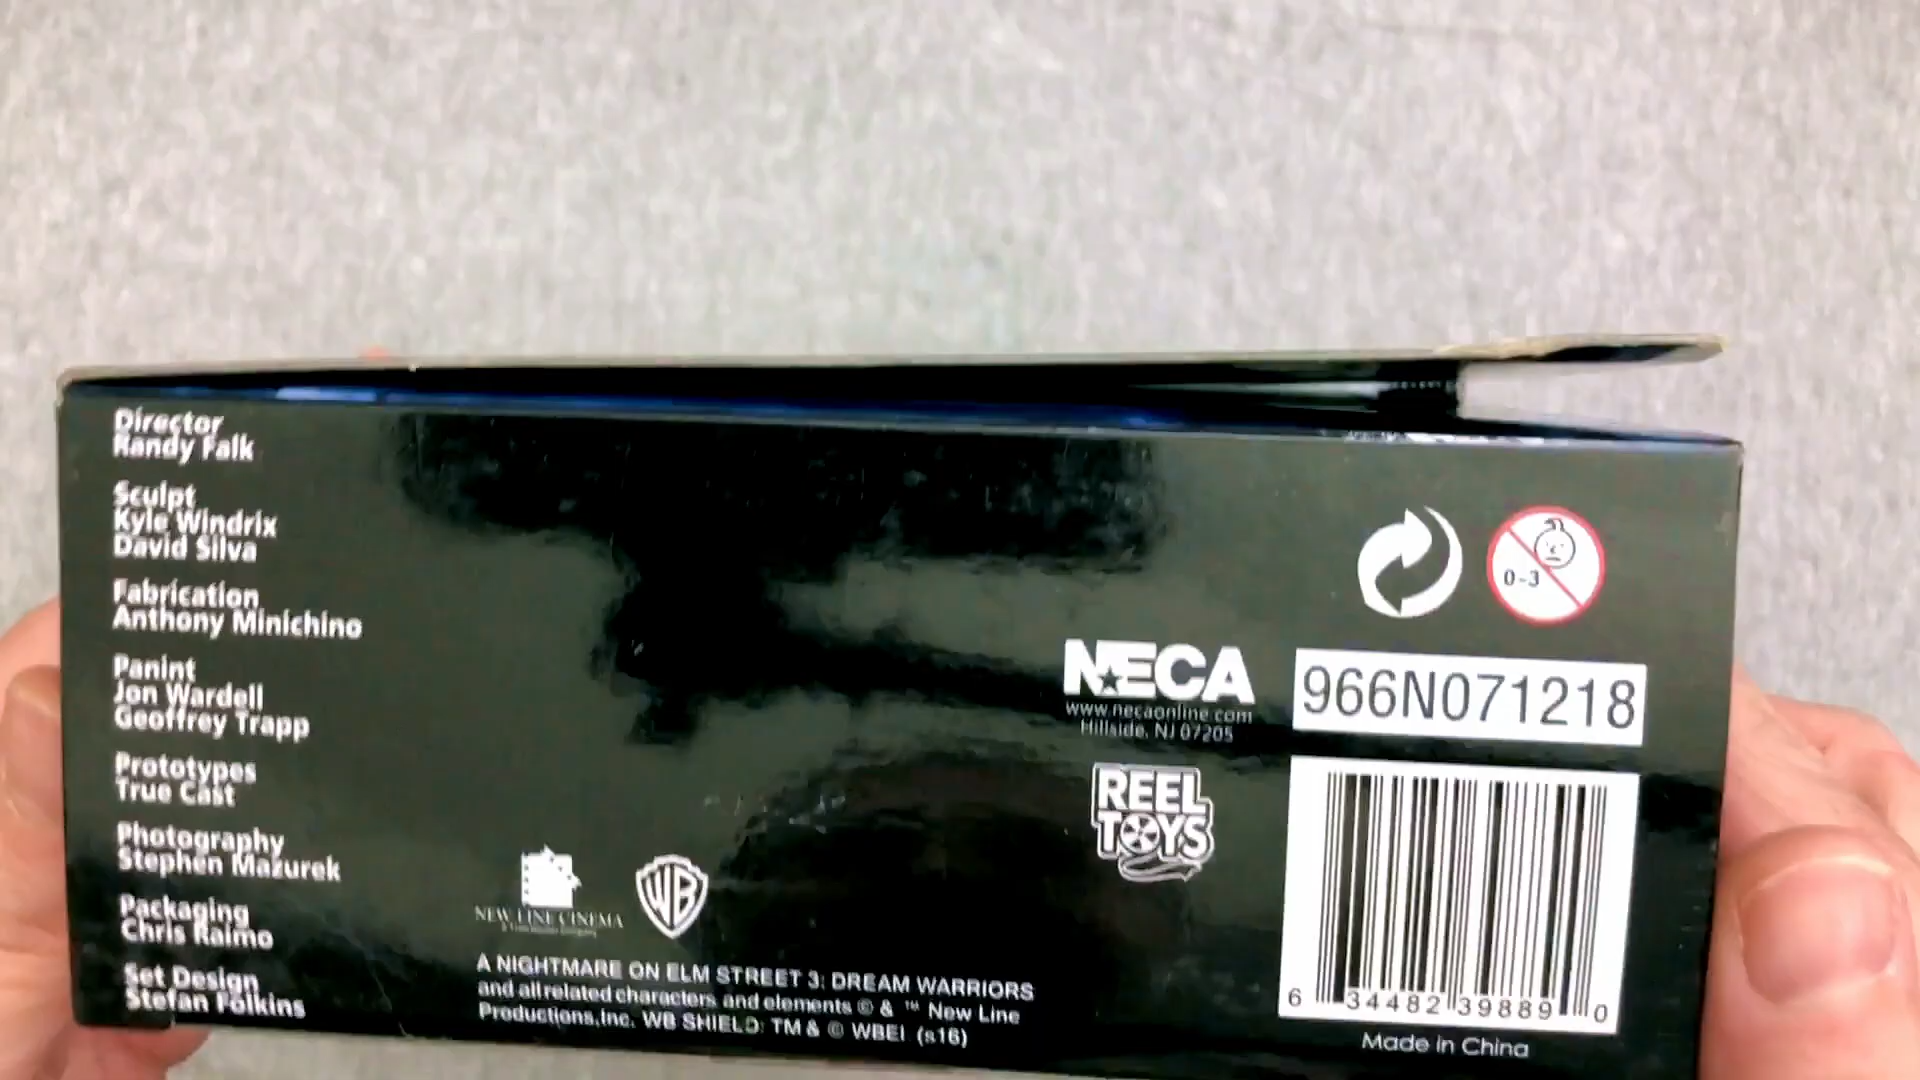 Director
Randy Falk
Sculpt
Kyle Windrix
David Silva
Fabrication
Anthony Minichino
Panint
Jon Wardell
Geoffrey Trapp
Prototypes
True Cast
Photography
Stephen Mazurek
Packaging
Chris Raimo
Set Design
Stefan Folkins
NEW LINE CINEMA
WB
A NIGHTMARE ON ELM STREET 3: DREAM WARRIORS
and all related characters and elements © & ™ New Line
Productions, Inc. WB SHIELD: TM & © WBEI (s16)
NECA
www.necaonline.com
Hillside, NJ 07205
REEL
TOYS
0-3
966N071218
6 34482 39889 0
Made in China